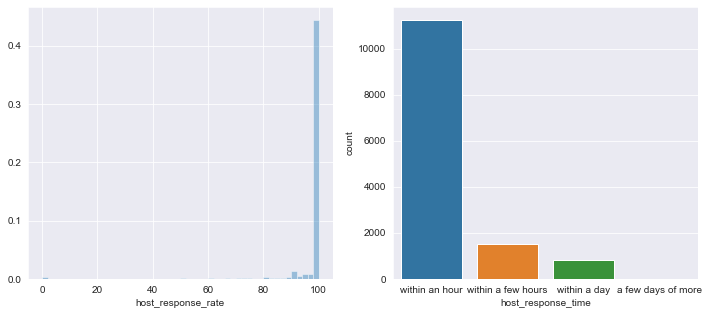 0.4
0.3
0.2
0.1
0.0
0 20 40 60 80 100
host_response_rate
10000
8000
6000
4000
2000
0
count
within an hour within a few hours within a day a few days of more
host_response_time